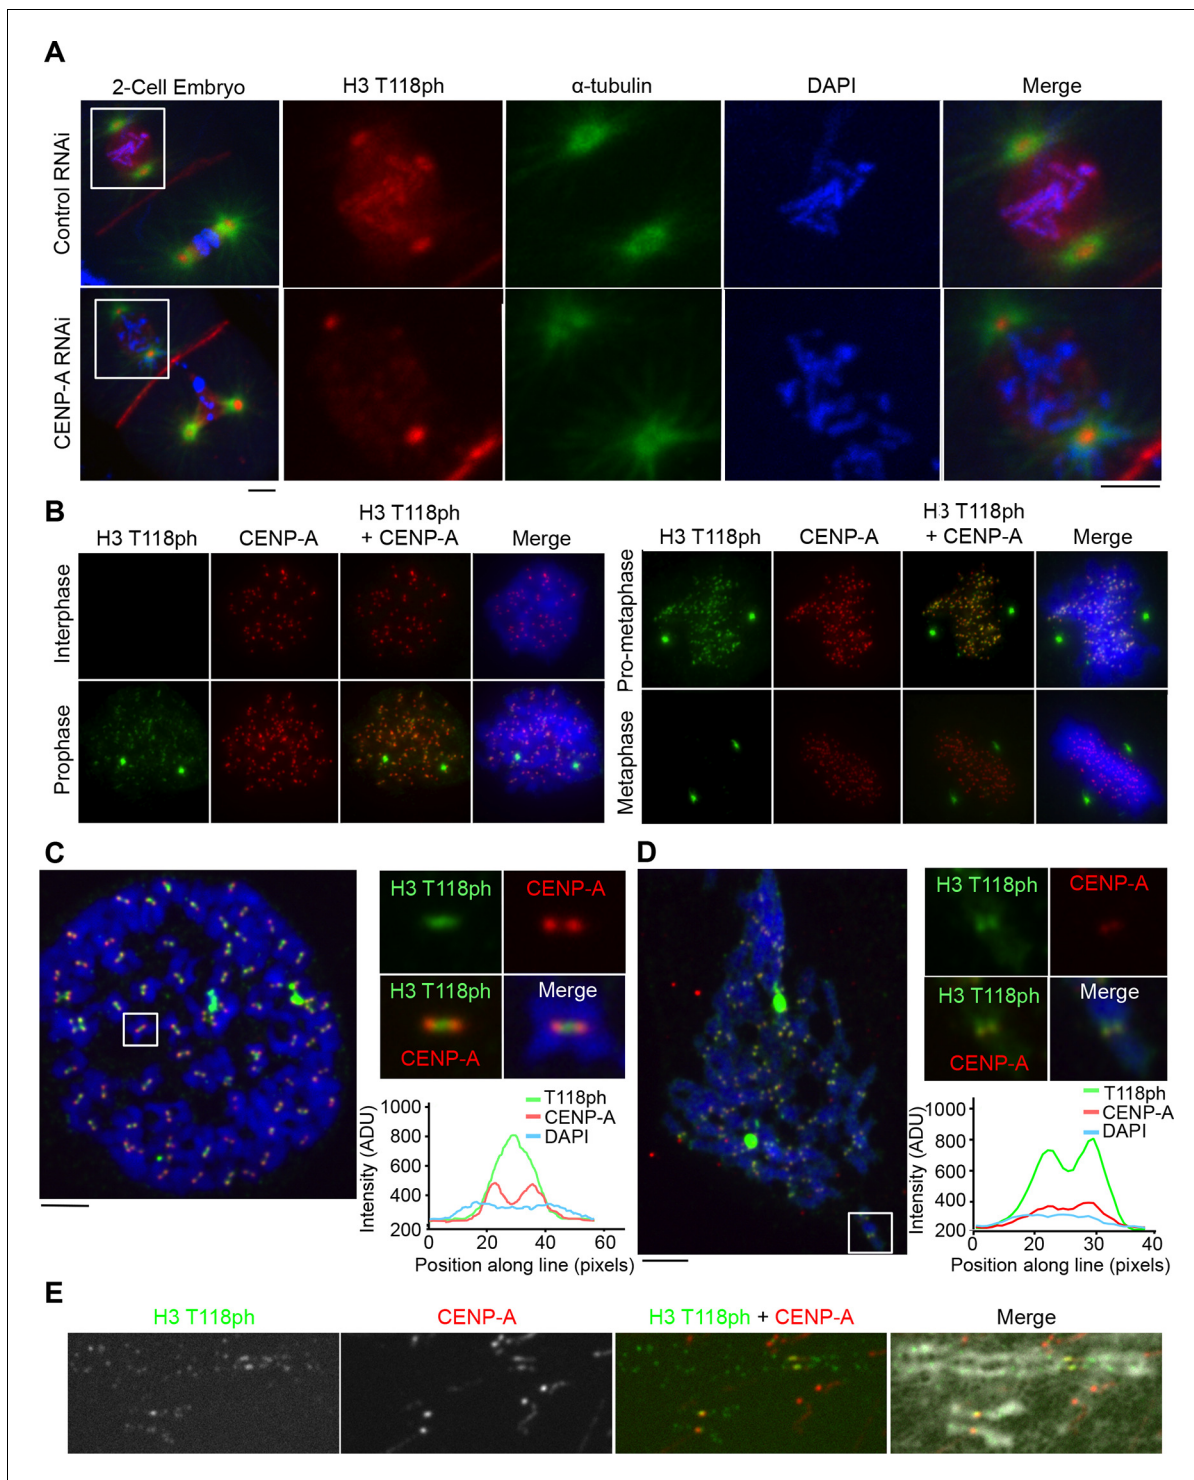 A
2-Cell Embryo
H3 T118ph
α-tubulin
DAPI
Merge
Control RNAi
CENP-A RNAi
B
H3 T118ph
CENP-A
H3 T118ph
+ CENP-A
Merge
Interphase
Prophase
H3 T118ph
CENP-A
H3 T118ph
+ CENP-A
Merge
Pro-metaphase
Metaphase
C
H3 T118ph
CENP-A
H3 T118ph
CENP-A
Merge
T118ph
CENP-A
DAPI
Intensity (ADU)
1000
800
600
400
200
0
20
40
60
Position along line (pixels)
D
H3 T118ph
CENP-A
H3 T118ph
CENP-A
Merge
T118ph
CENP-A
DAPI
Intensity (ADU)
1000
800
600
400
200
0
20
30
40
Position along line (pixels)
E
H3 T118ph
CENP-A
H3 T118ph + CENP-A
Merge